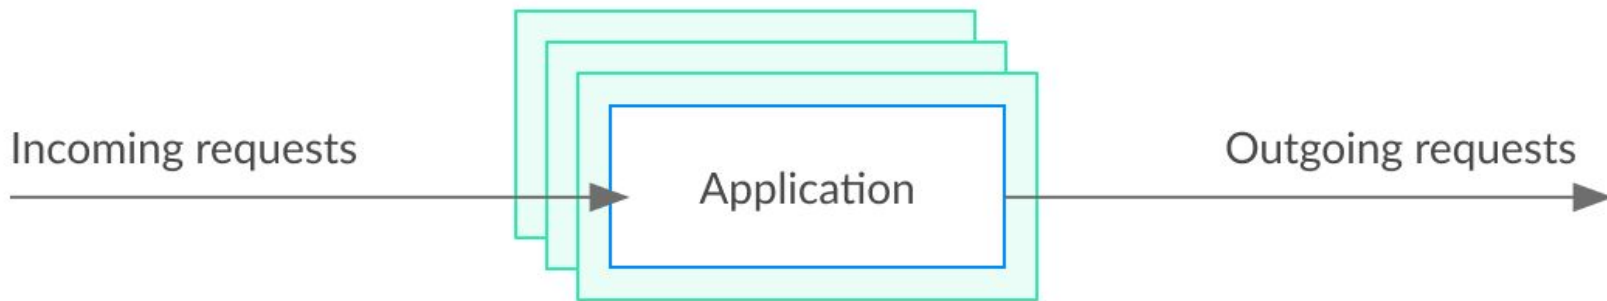 Incoming requests
Application
Outgoing requests